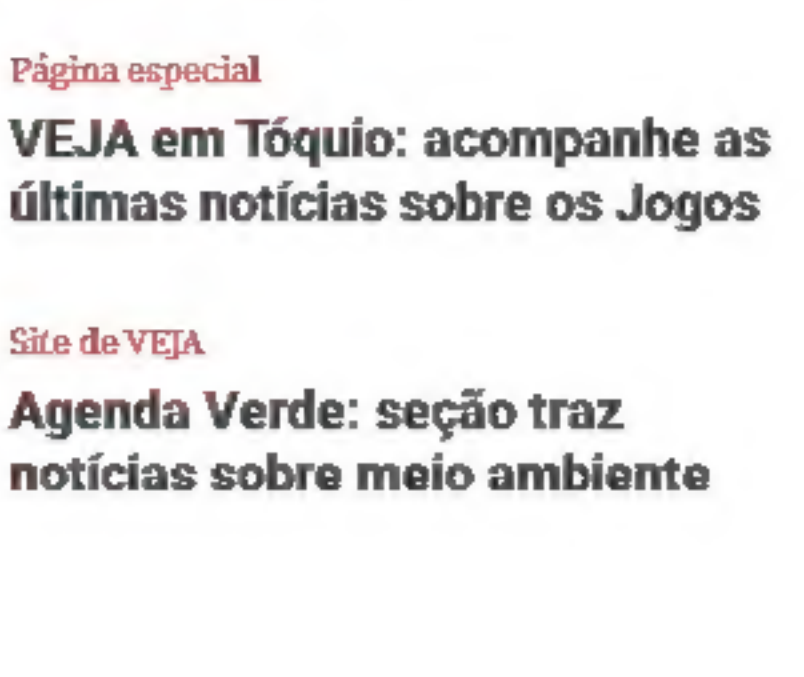 Página especial
VEJA em Tóquio: acompanhe as
últimas notícias sobre os Jogos
Site de VEJA
Agenda Verde: seção traz
notícias sobre meio ambiente